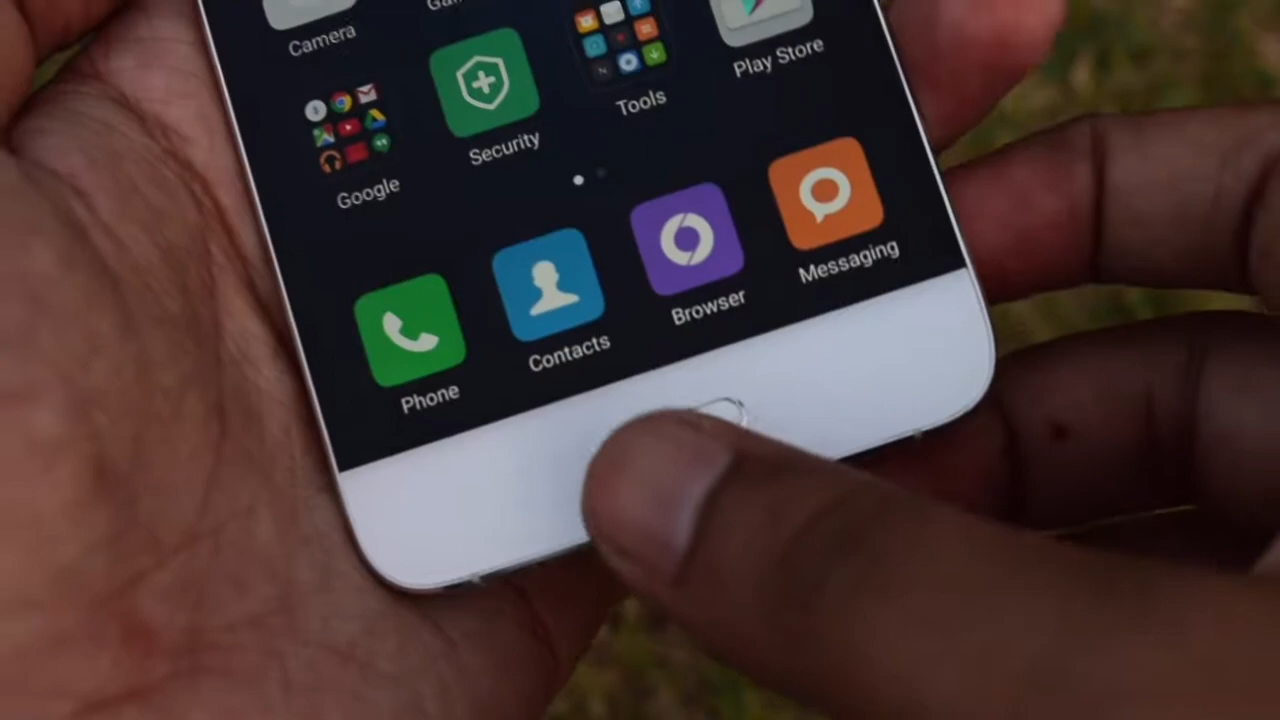 Camera
Google
Security
Tools
Play Store
Phone
Contacts
Browser
Messaging